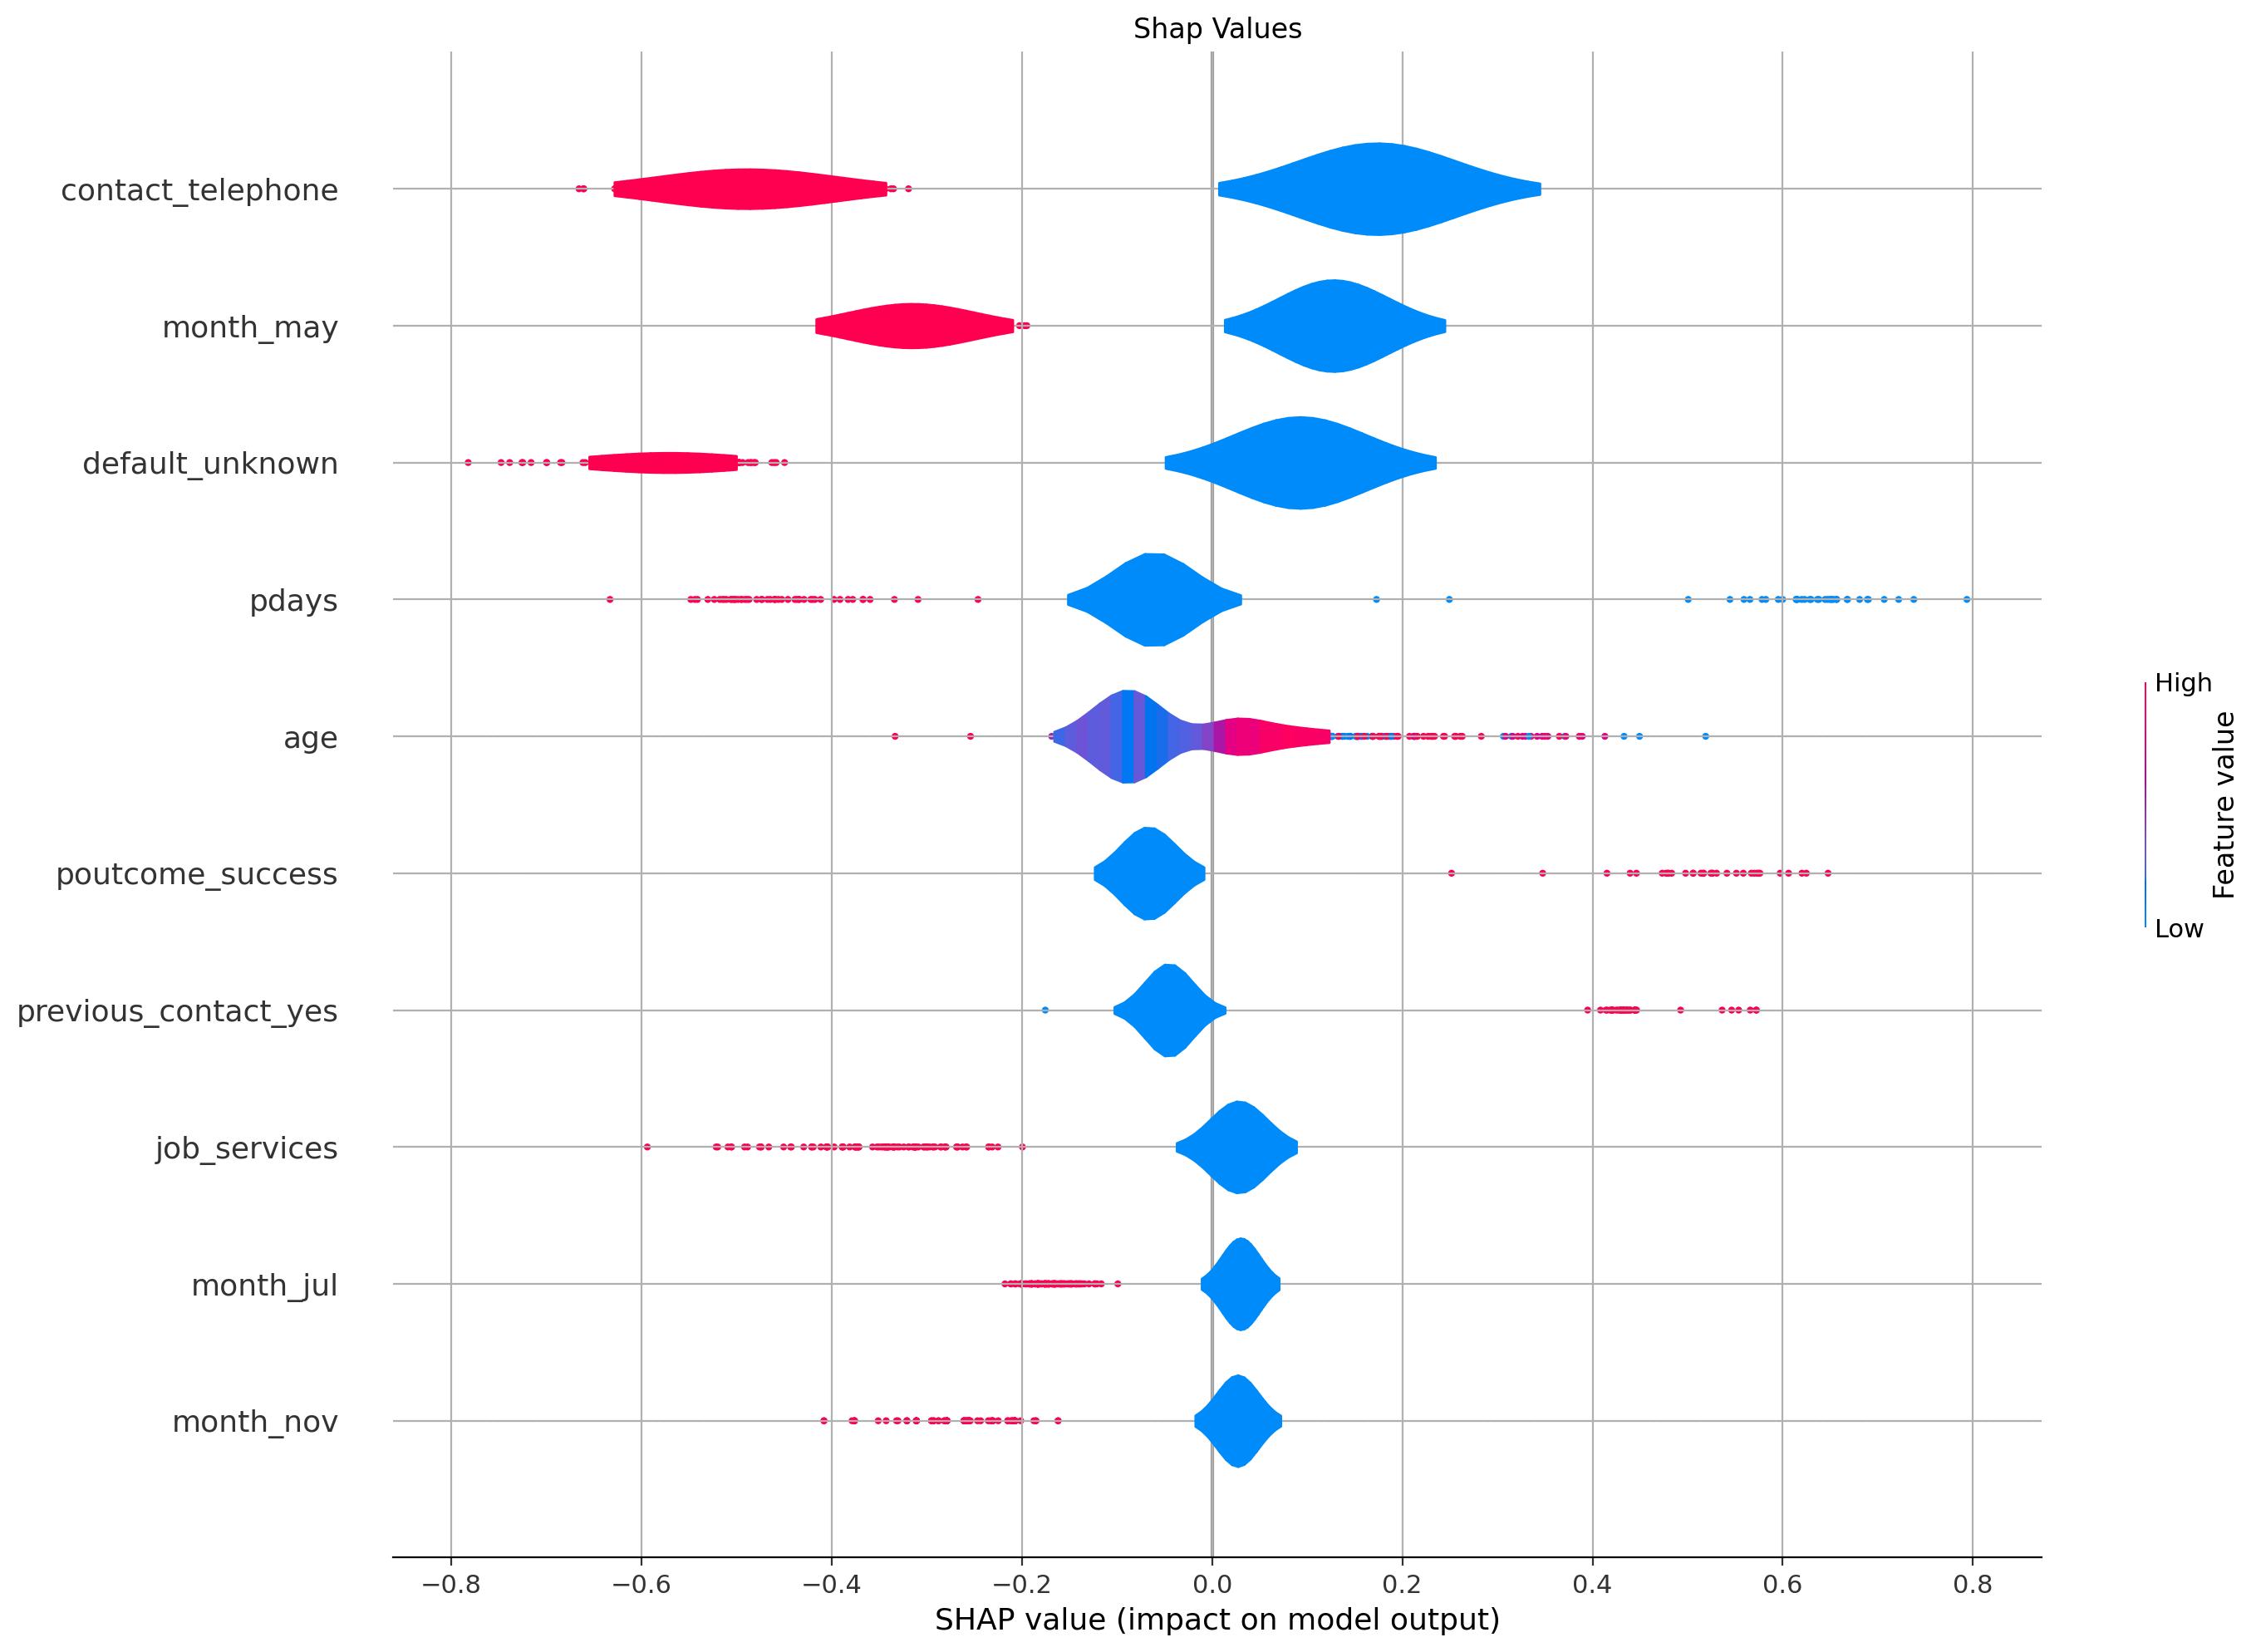 Shap Values
contact_telephone
month_may
default_unknown
pdays
age
poutcome_success
previous_contact_yes
job_services
month_jul
month_nov
−0.8 −0.6 −0.4 −0.2 0.0 0.2 0.4 0.6 0.8
SHAP value (impact on model output)
High
Feature value
Low